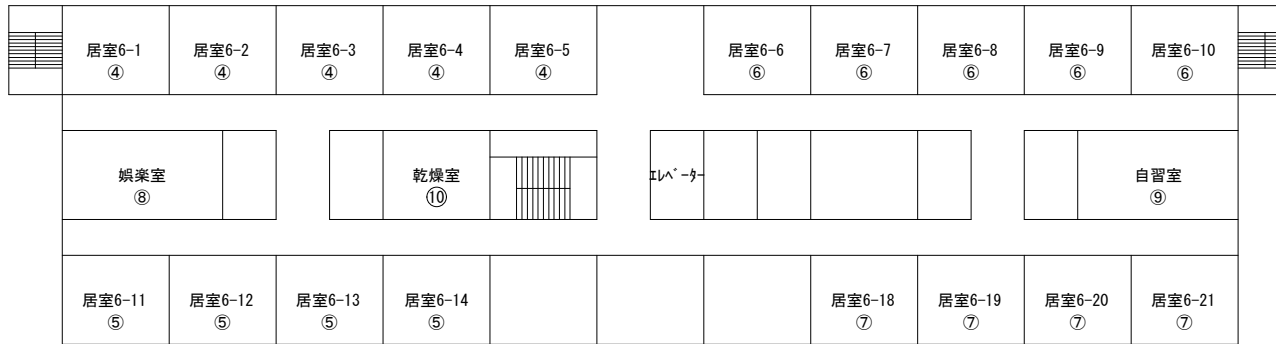 居室6-1 居室6-2 居室6-3 居室6-4 居室6-5 居室6-6 居室6-7 居室6-8 居室6-9 居室6-10
④ ④ ④ ④ ④ ⑥ ⑥ ⑥ ⑥ ⑥
娯楽室 乾燥室 ｴﾚﾍﾞｰﾀｰ 自習室
⑧ ⑩ ⑨
居室6-11 居室6-12 居室6-13 居室6-14 居室6-18 居室6-19 居室6-20 居室6-21
⑤ ⑤ ⑤ ⑤ ⑦ ⑦ ⑦ ⑦